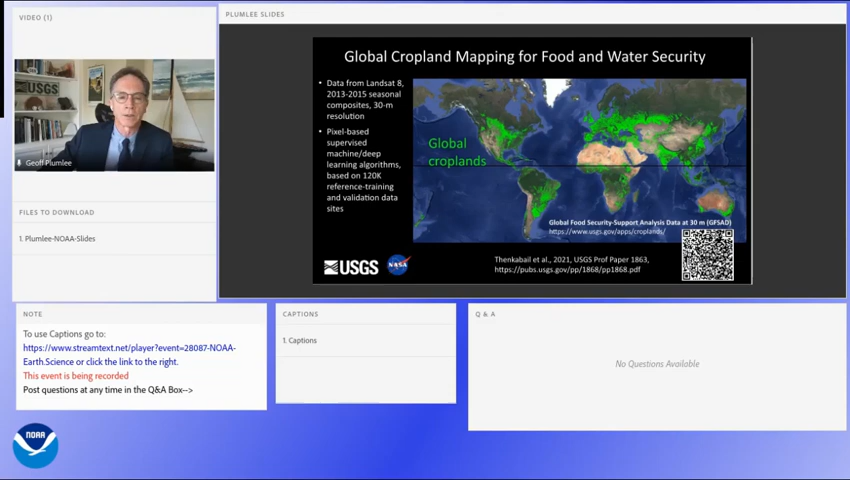 VIDEO (1)
USGS
Geoff Plumlee
FILES TO DOWNLOAD
1. Plumlee-NOAA-Slides
PLUMLEE SLIDES
Global Cropland Mapping for Food and Water Security
• Data from Landsat 8,
2013-2015 seasonal
composites, 30-m
resolution
• Pixel-based
supervised
machine/deep
learning algorithms,
based on 120K
reference-training
and validation data
sites
Global
croplands
Global Food Security-Support Analysis Data at 30 m (GFSAD)
https://www.usgs.gov/apps/croplands/
USGS
NASA
Thenkabail et al., 2021, USGS Prof Paper 1863,
https://pubs.usgs.gov/pp/1868/pp1868.pdf
NOTE
To use Captions go to:
https://www.streamtext.net/player?event=28087-NOAA-
Earth.Science or click the link to the right.
This event is being recorded
Post questions at any time in the Q&A Box-->
CAPTIONS
1. Captions
Q & A
No Questions Available
NOAA